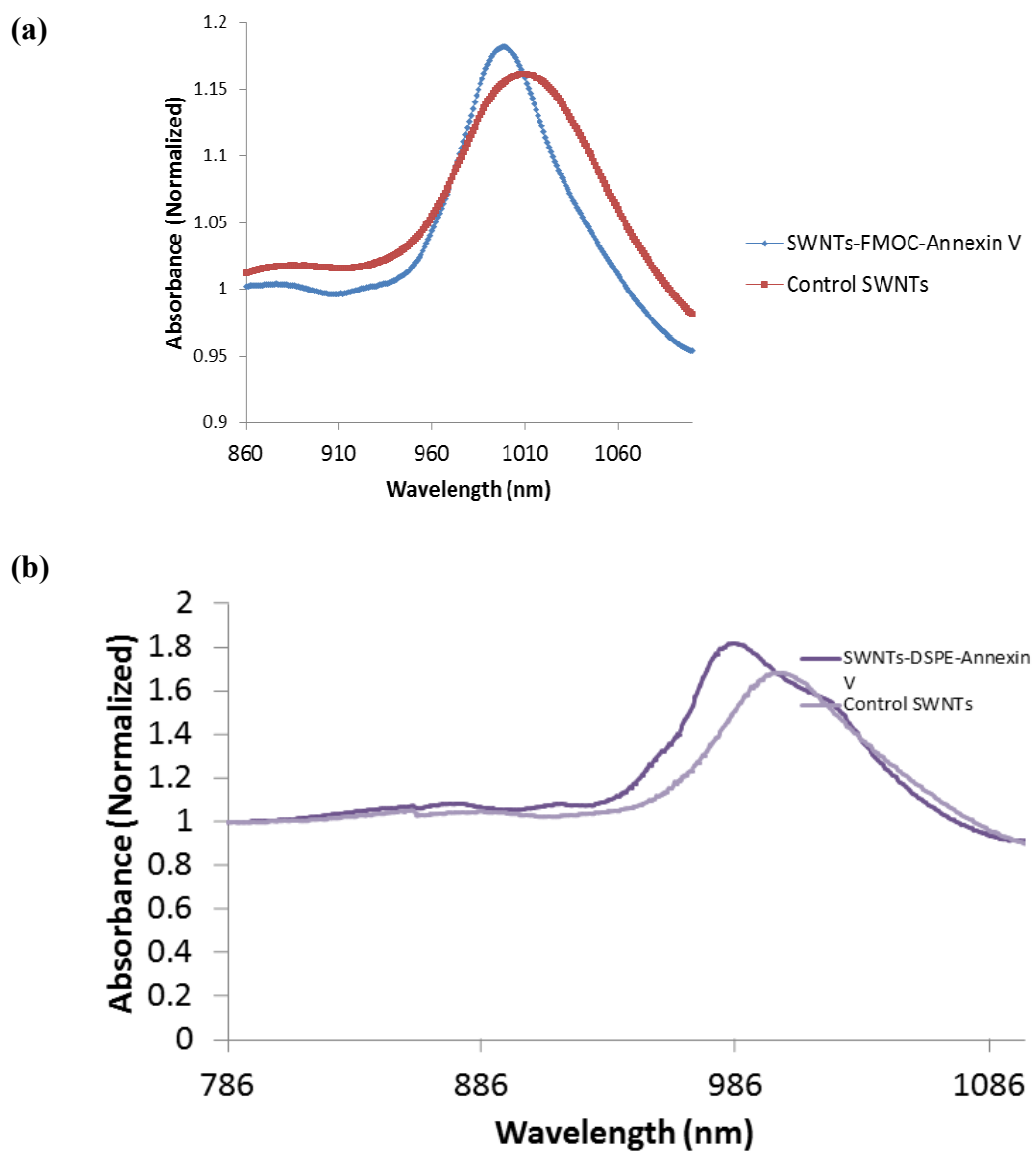 (a)
1.2
1.15
1.1
1.05
1
0.95
0.9
Absorbance (Normalized)
860
910
960
1010
1060
Wavelength (nm)
SWNTs-FMOC-Annexin V
Control SWNTs
(b)
2
1.8
1.6
1.4
1.2
1
0.8
0.6
0.4
0.2
0
Absorbance (Normalized)
786
886
986
1086
Wavelength (nm)
SWNTs-DSPE-Annexin
V
Control SWNTs